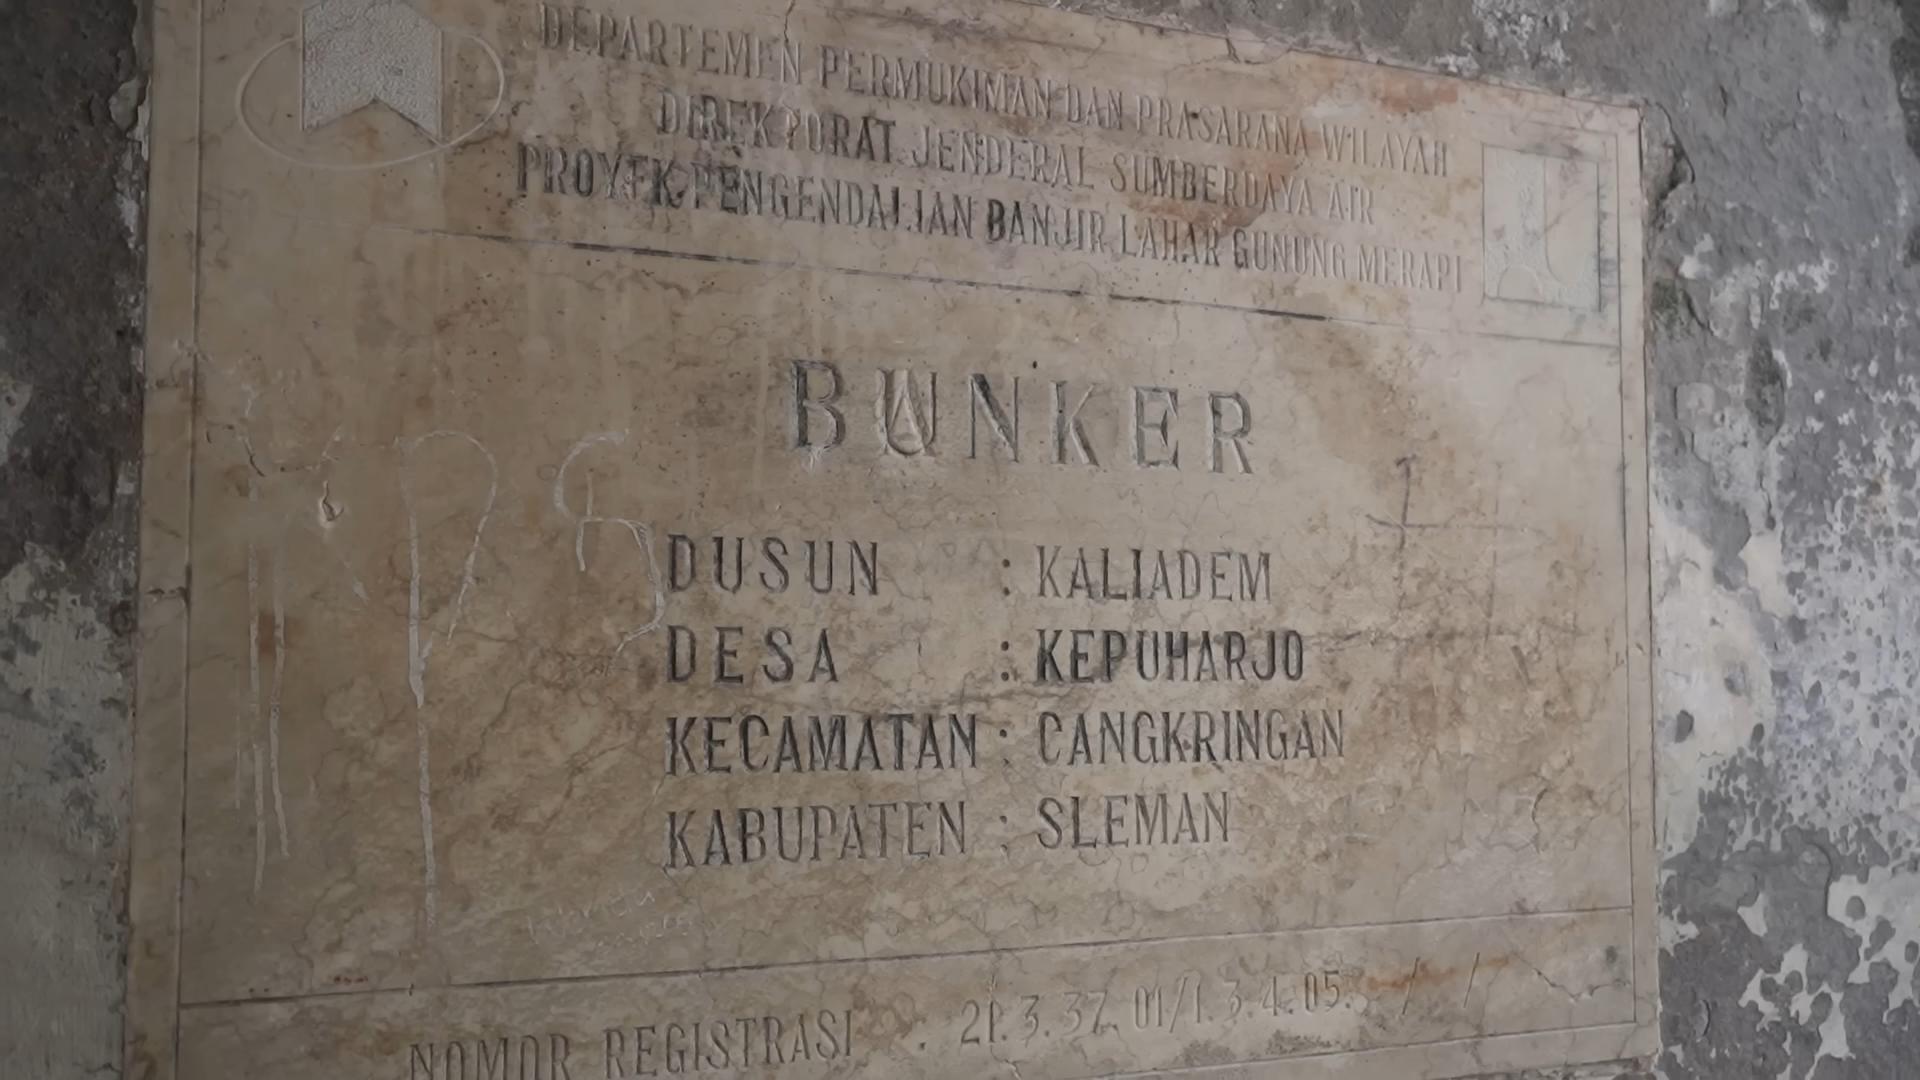 DEPARTEMEN PERMUKIMAN DAN PRASARANA WILAYAH
DIREKTORAT JENDERAL SUMBERDAYA AIR
PROYEK PENGENDALIAN BANJIR LAHAR GUNUNG MERAPI
BUNKER
DUSUN : KALIADEM
DESA : KEPUHARJO
KECAMATAN : CANGKRINGAN
KABUPATEN : SLEMAN
NOMOR REGISTRASI : 21.3.37.01/1.3.4.05. / /